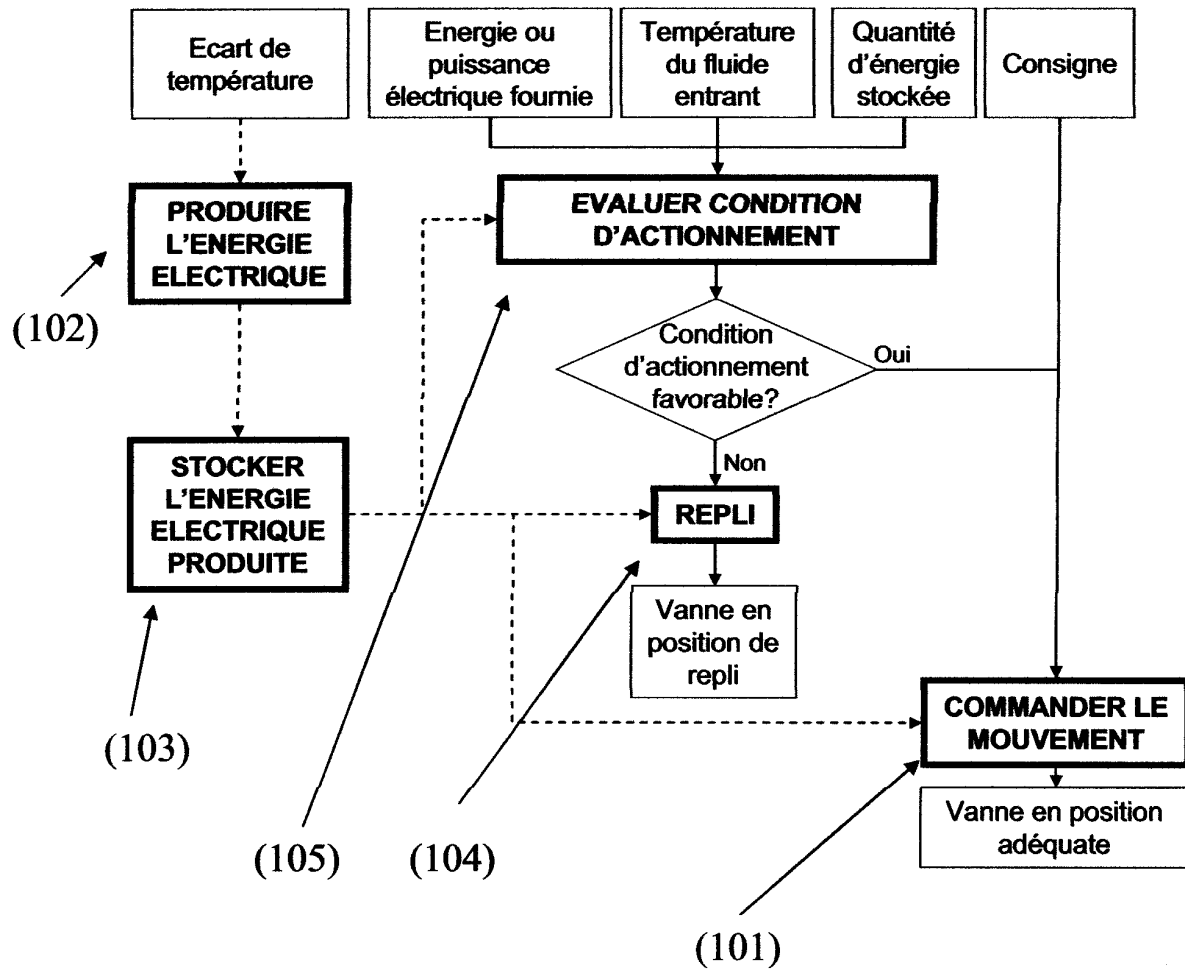 Ecart de
température
Energie ou
puissance
électrique fournie
Température
du fluide
entrant
Quantité
d'énergie
stockée
Consigne
PRODUIRE
L'ENERGIE
ELECTRIQUE
EVALUER CONDITION
D'ACTIONNEMENT
(102)
Condition
d'actionnement
favorable?
Oui
Non
STOCKER
L'ENERGIE
ELECTRIQUE
PRODUITE
REPLI
Vanne en
position de
repli
COMMANDER LE
MOUVEMENT
(103)
Vanne en position
adéquate
(105)
(104)
(101)